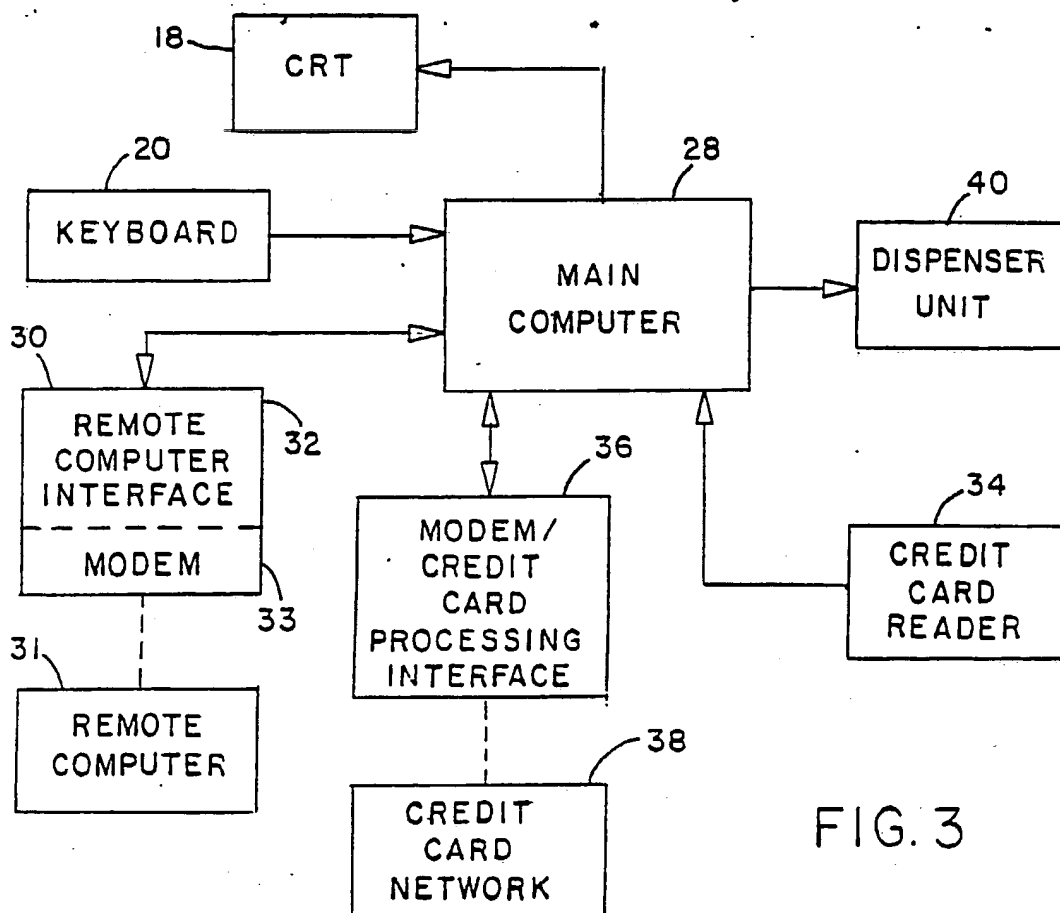 18
CRT
20
KEYBOARD
28
MAIN
COMPUTER
40
DISPENSER
UNIT
30
REMOTE
COMPUTER
INTERFACE
32
MODEM
33
31
REMOTE
COMPUTER
36
MODEM/
CREDIT
CARD
PROCESSING
INTERFACE
34
CREDIT
CARD
READER
38
CREDIT
CARD
NETWORK
FIG. 3